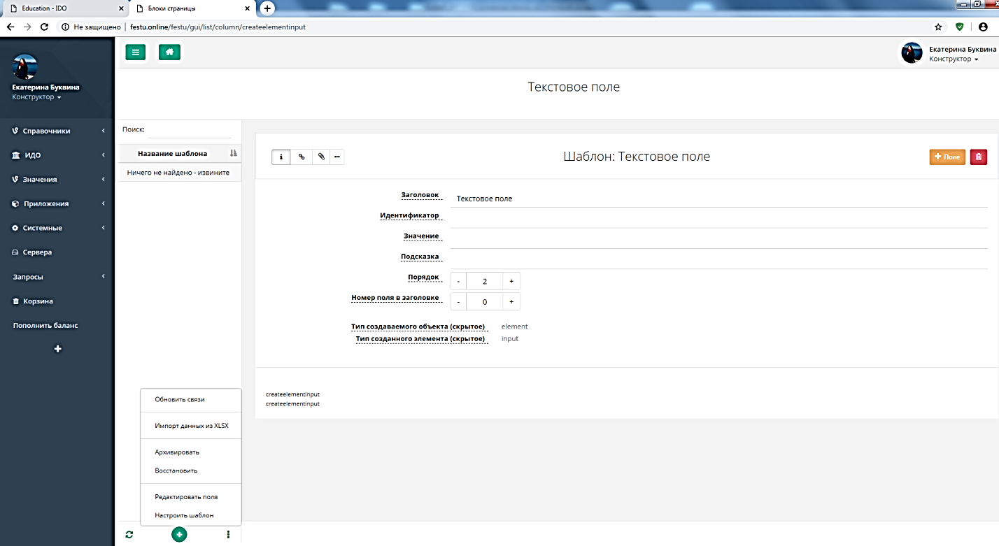 Education - IDO
Блоки страницы
Не защищено
festu.online/festu/gui/list/column/createelementinput
Екатерина Буквина
Конструктор
Екатерина Буквина
Конструктор
Текстовое поле
Справочники
ИДО
Значения
Приложения
Системные
Сервера
Запросы
Корзина
Пополнить баланс
Поиск:
Название шаблона
Ничего не найдено - извините
Шаблон: Текстовое поле
+ Поле
Заголовок Текстовое поле
Идентификатор
Значение
Подсказка
Порядок - 2 +
Номер поля в заголовке - 0 +
Тип создаваемого объекта (скрытое) element
Тип созданного элемента (скрытое) input
createelementinput
createelementinput
Обновить связи
Импорт данных из XLSX
Архивировать
Восстановить
Редактировать поля
Настроить шаблон